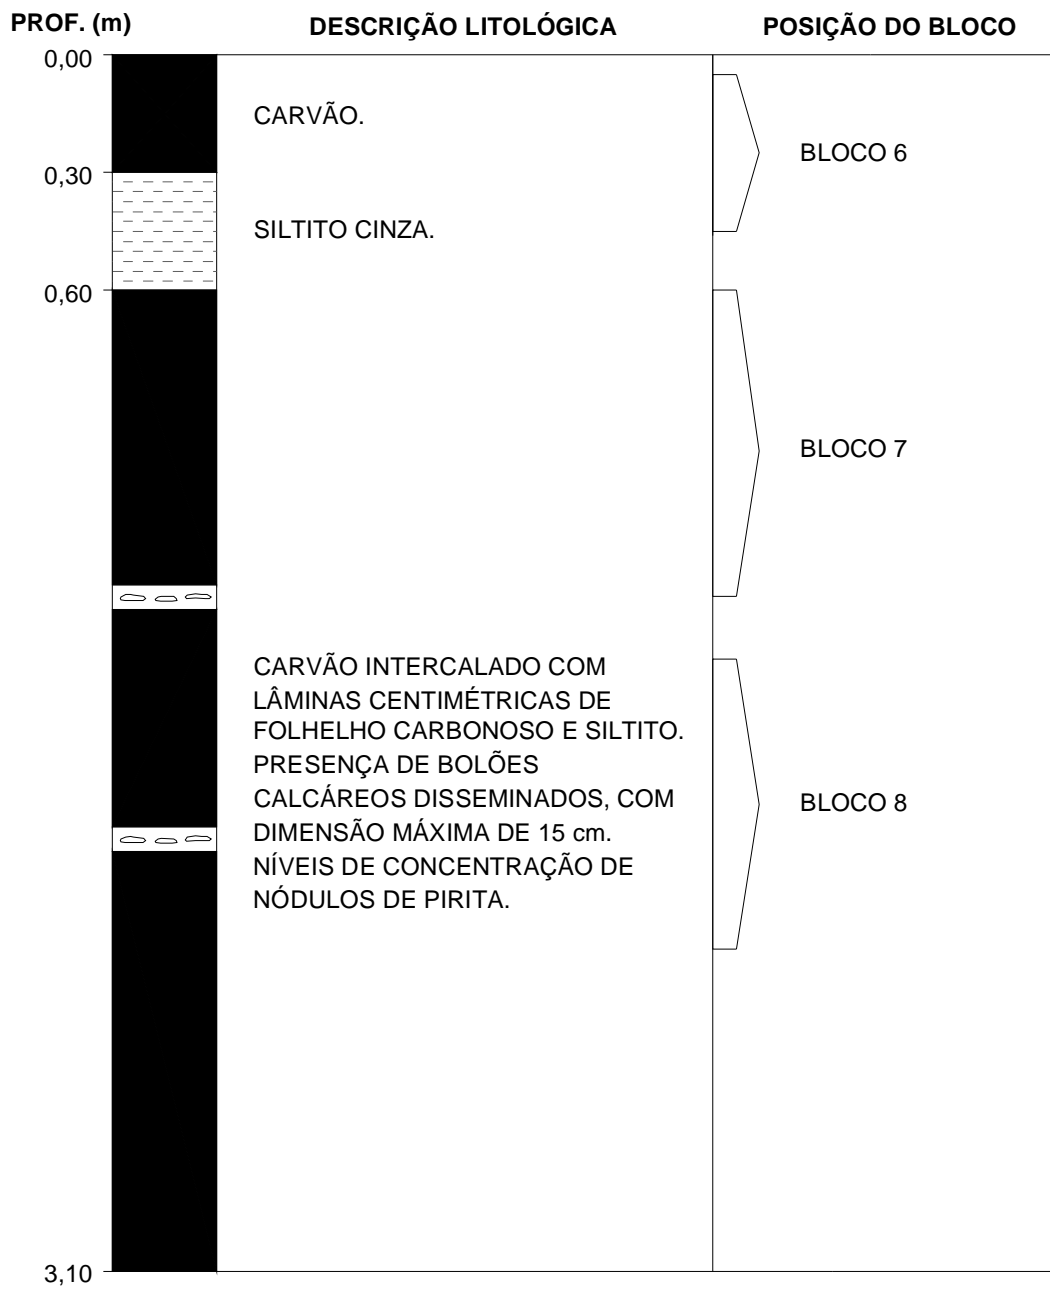 PROF. (m)
DESCRIÇÃO LITOLÓGICA
POSIÇÃO DO BLOCO
0,00
CARVÃO.
BLOCO 6
0,30
SILTITO CINZA.
0,60
BLOCO 7
CARVÃO INTERCALADO COM
LÂMINAS CENTIMÉTRICAS DE
FOLHELHO CARBONOSO E SILTITO.
PRESENÇA DE BOLÕES
CALCÁREOS DISSEMINADOS, COM
DIMENSÃO MÁXIMA DE 15 cm.
NÍVEIS DE CONCENTRAÇÃO DE
NÓDULOS DE PIRITA.
BLOCO 8
3,10